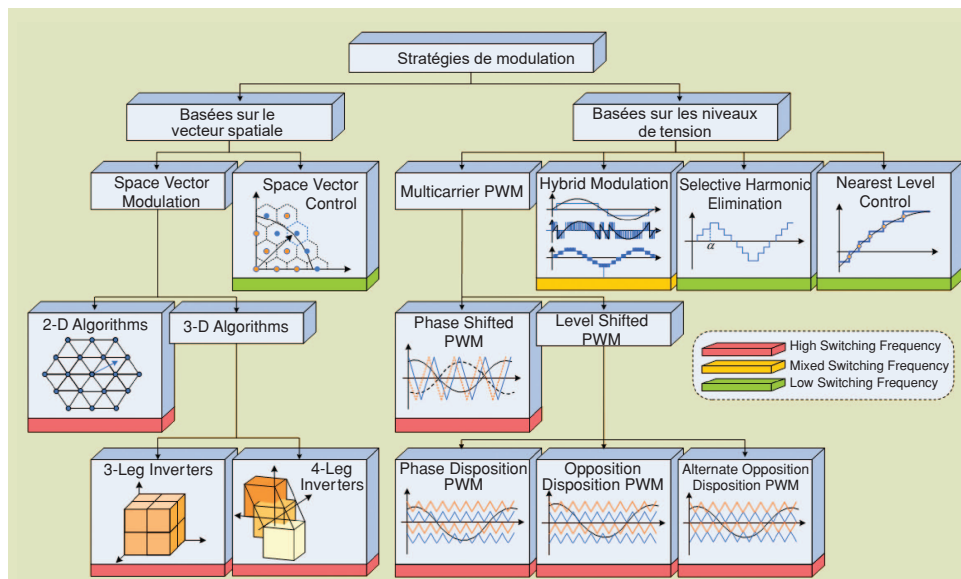 Stratégies de modulation
Basées sur le
vecteur spatiale
Basées sur les niveaux
de tension
Space Vector
Modulation
Space Vector
Control
Multicarrier PWM
Hybrid Modulation
Selective Harmonic
Elimination
Nearest Level
Control
α
2-D Algorithms
3-D Algorithms
Phase Shifted
PWM
Level Shifted
PWM
High Switching Frequency
Mixed Switching Frequency
Low Switching Frequency
3-Leg Inverters
4-Leg
Inverters
Phase Disposition
PWM
Opposition
Disposition PWM
Alternate Opposition
Disposition PWM